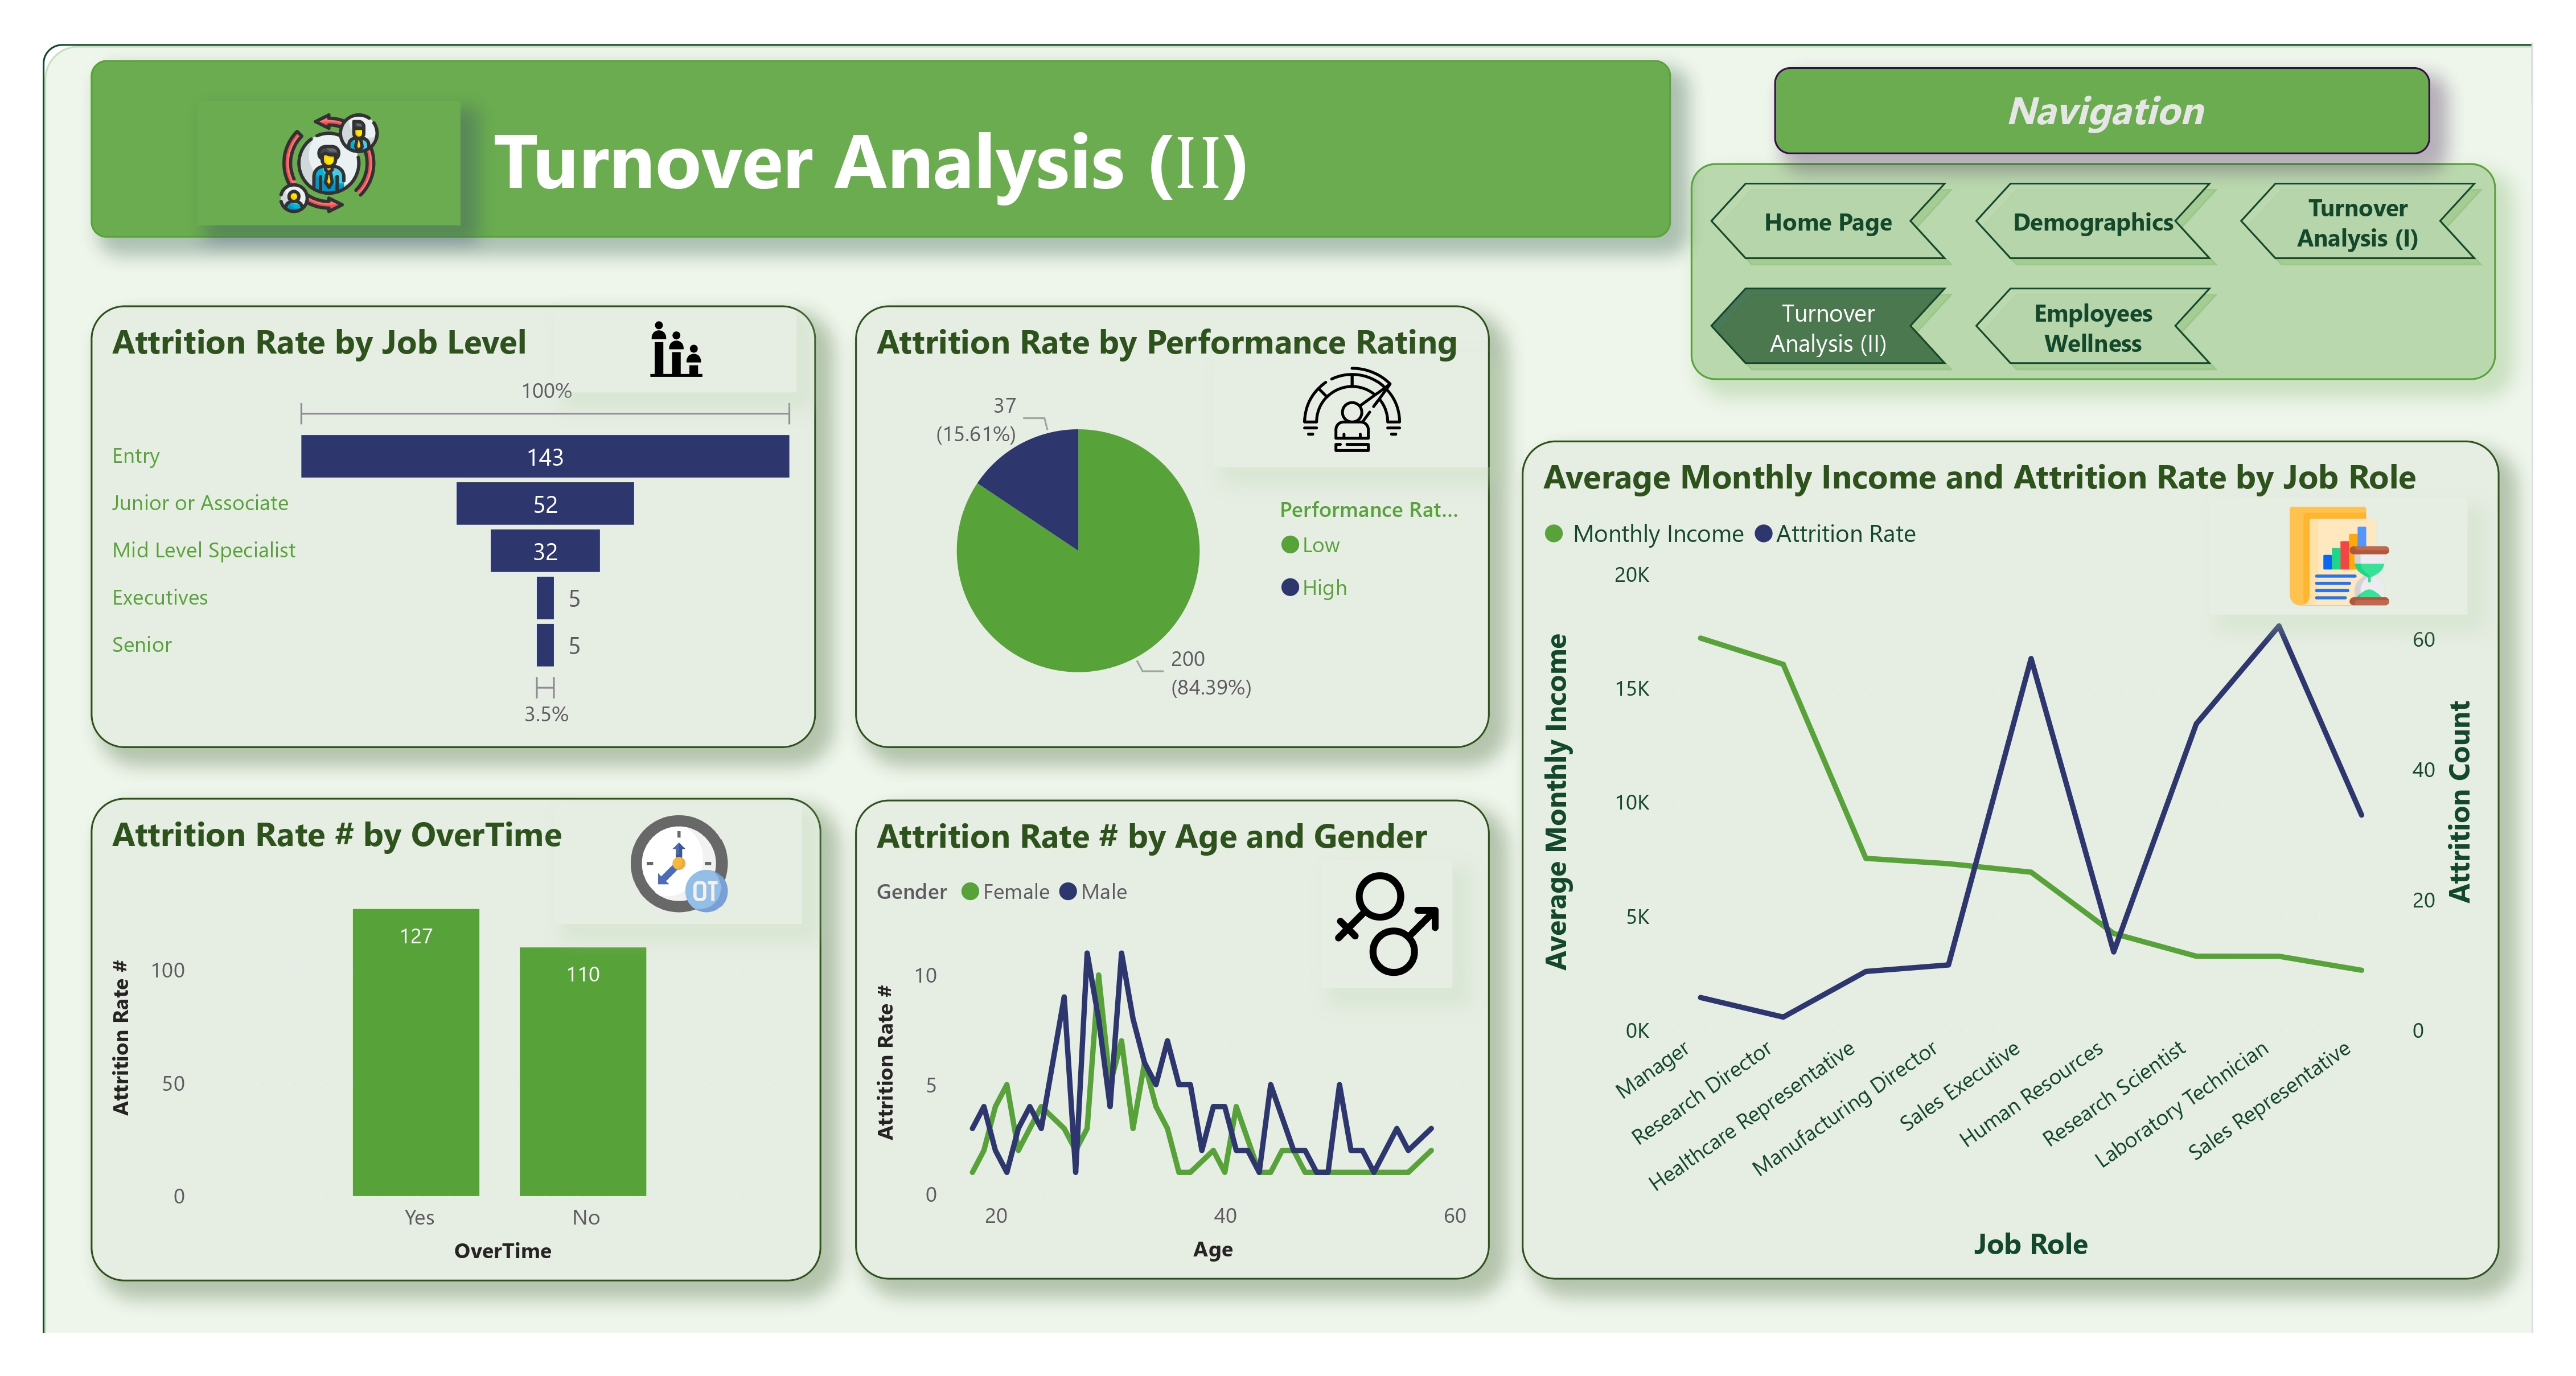 Turnover Analysis (II)
Navigation
Home Page
Demographics
Turnover
Analysis (I)
Turnover
Analysis (II)
Employees
Wellness
Attrition Rate by Job Level
100%
Entry
143
Junior or Associate
52
Mid Level Specialist
32
Executives
5
Senior
5
3.5%
Attrition Rate by Performance Rating
37
(15.61%)
200
(84.39%)
Performance Rat...
Low
High
Average Monthly Income and Attrition Rate by Job Role
Monthly Income
Attrition Rate
20K
15K
10K
5K
0K
Average Monthly Income
60
40
20
0
Attrition Count
Manager
Research Director
Healthcare Representative
Manufacturing Director
Sales Executive
Human Resources
Research Scientist
Laboratory Technician
Sales Representative
Job Role
Attrition Rate # by OverTime
OT
Attrition Rate #
100
50
0
127
110
Yes
No
OverTime
Attrition Rate # by Age and Gender
Gender
Female
Male
Attrition Rate #
10
5
0
20
40
60
Age